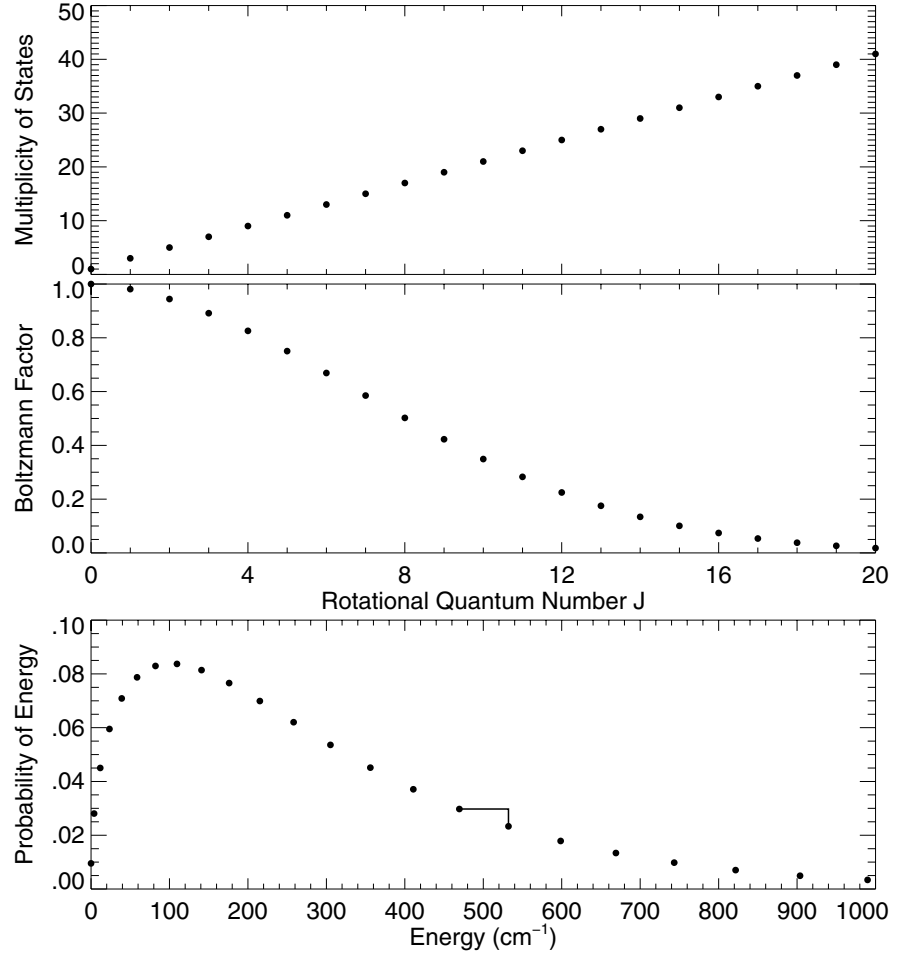 Multiplicity of States
50
40
30
20
10
0
Boltzmann Factor
1.0
0.8
0.6
0.4
0.2
0.0
0 4 8 12 16 20
Rotational Quantum Number J
Probability of Energy
.10
.08
.06
.04
.02
.00
0 100 200 300 400 500 600 700 800 900 1000
Energy (cm⁻¹)